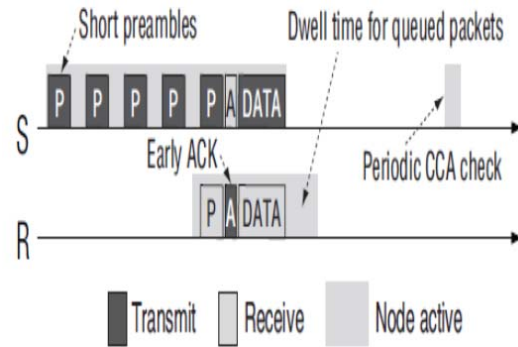 Short preambles
Dwell time for queued packets
P P P P P A DATA
S
Early ACK
Periodic CCA check
P A DATA
R
Transmit Receive Node active